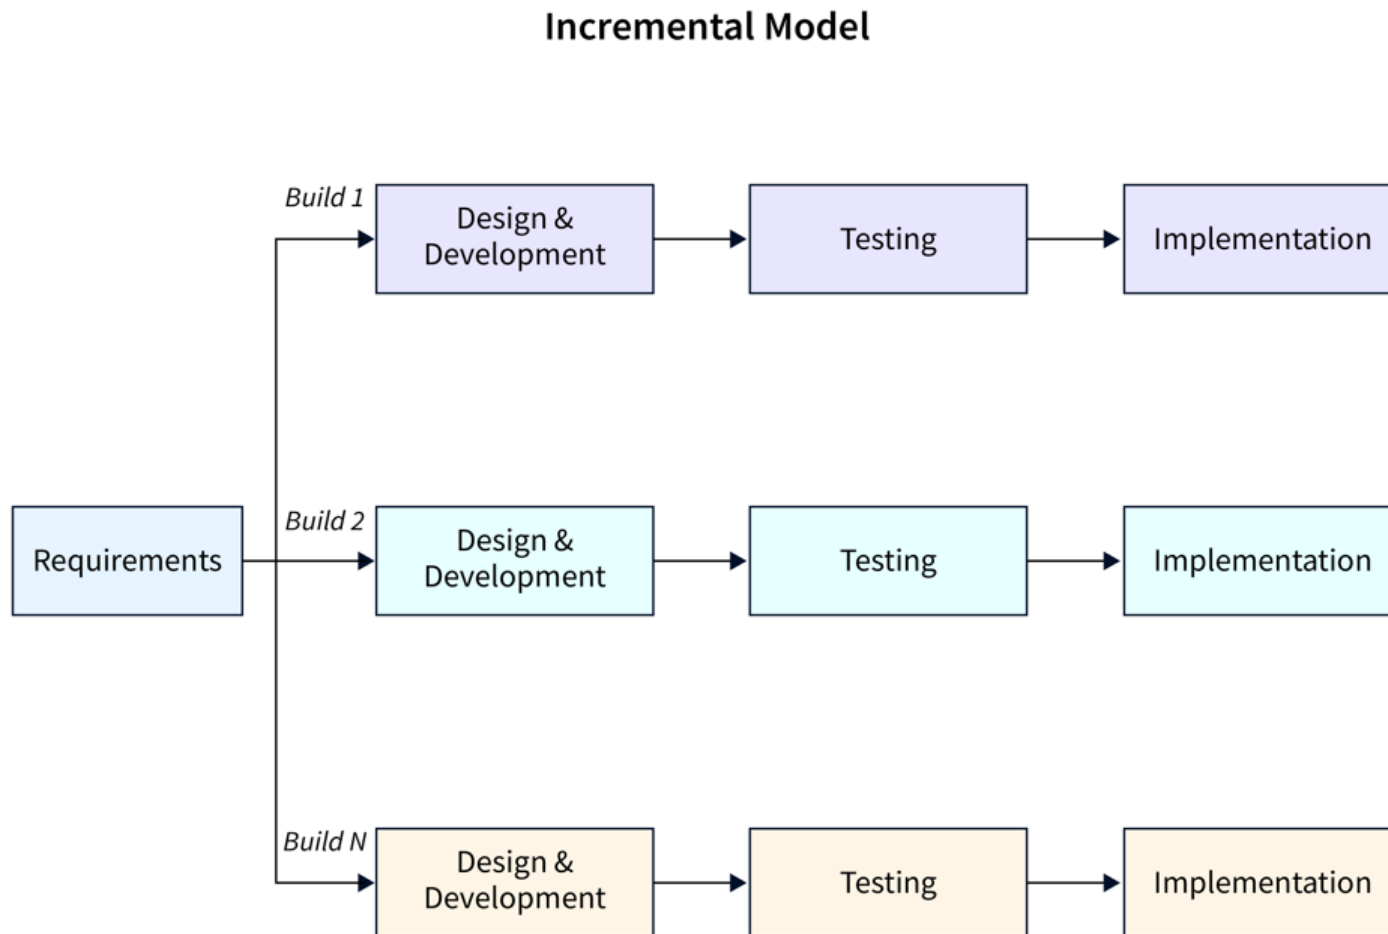 Incremental Model
Build 1
Design &
Development
Testing
Implementation
Requirements
Build 2
Design &
Development
Testing
Implementation
Build N
Design &
Development
Testing
Implementation